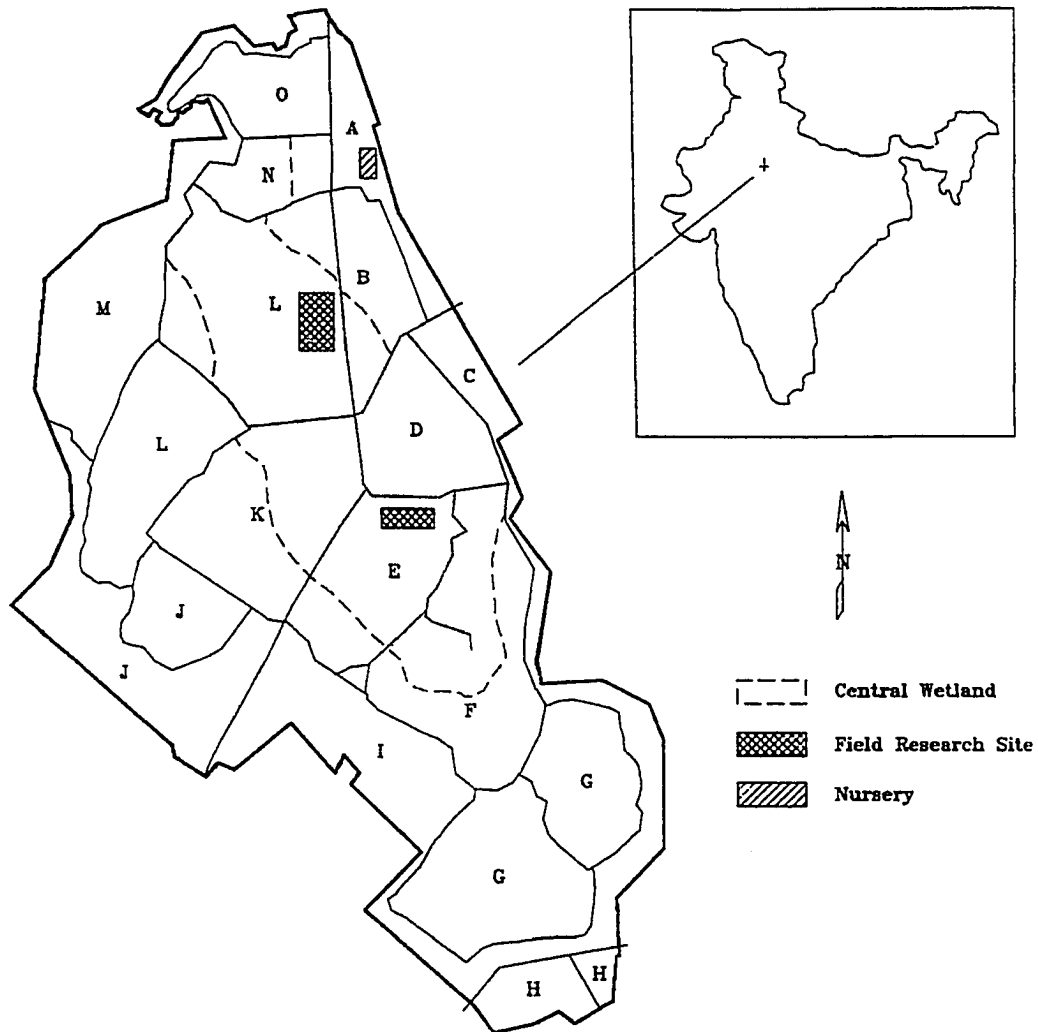 O
A
N
B
L
M
C
D
L
K
E
J
J
F
I
G
G
H
H
N
Central Wetland
Field Research Site
Nursery